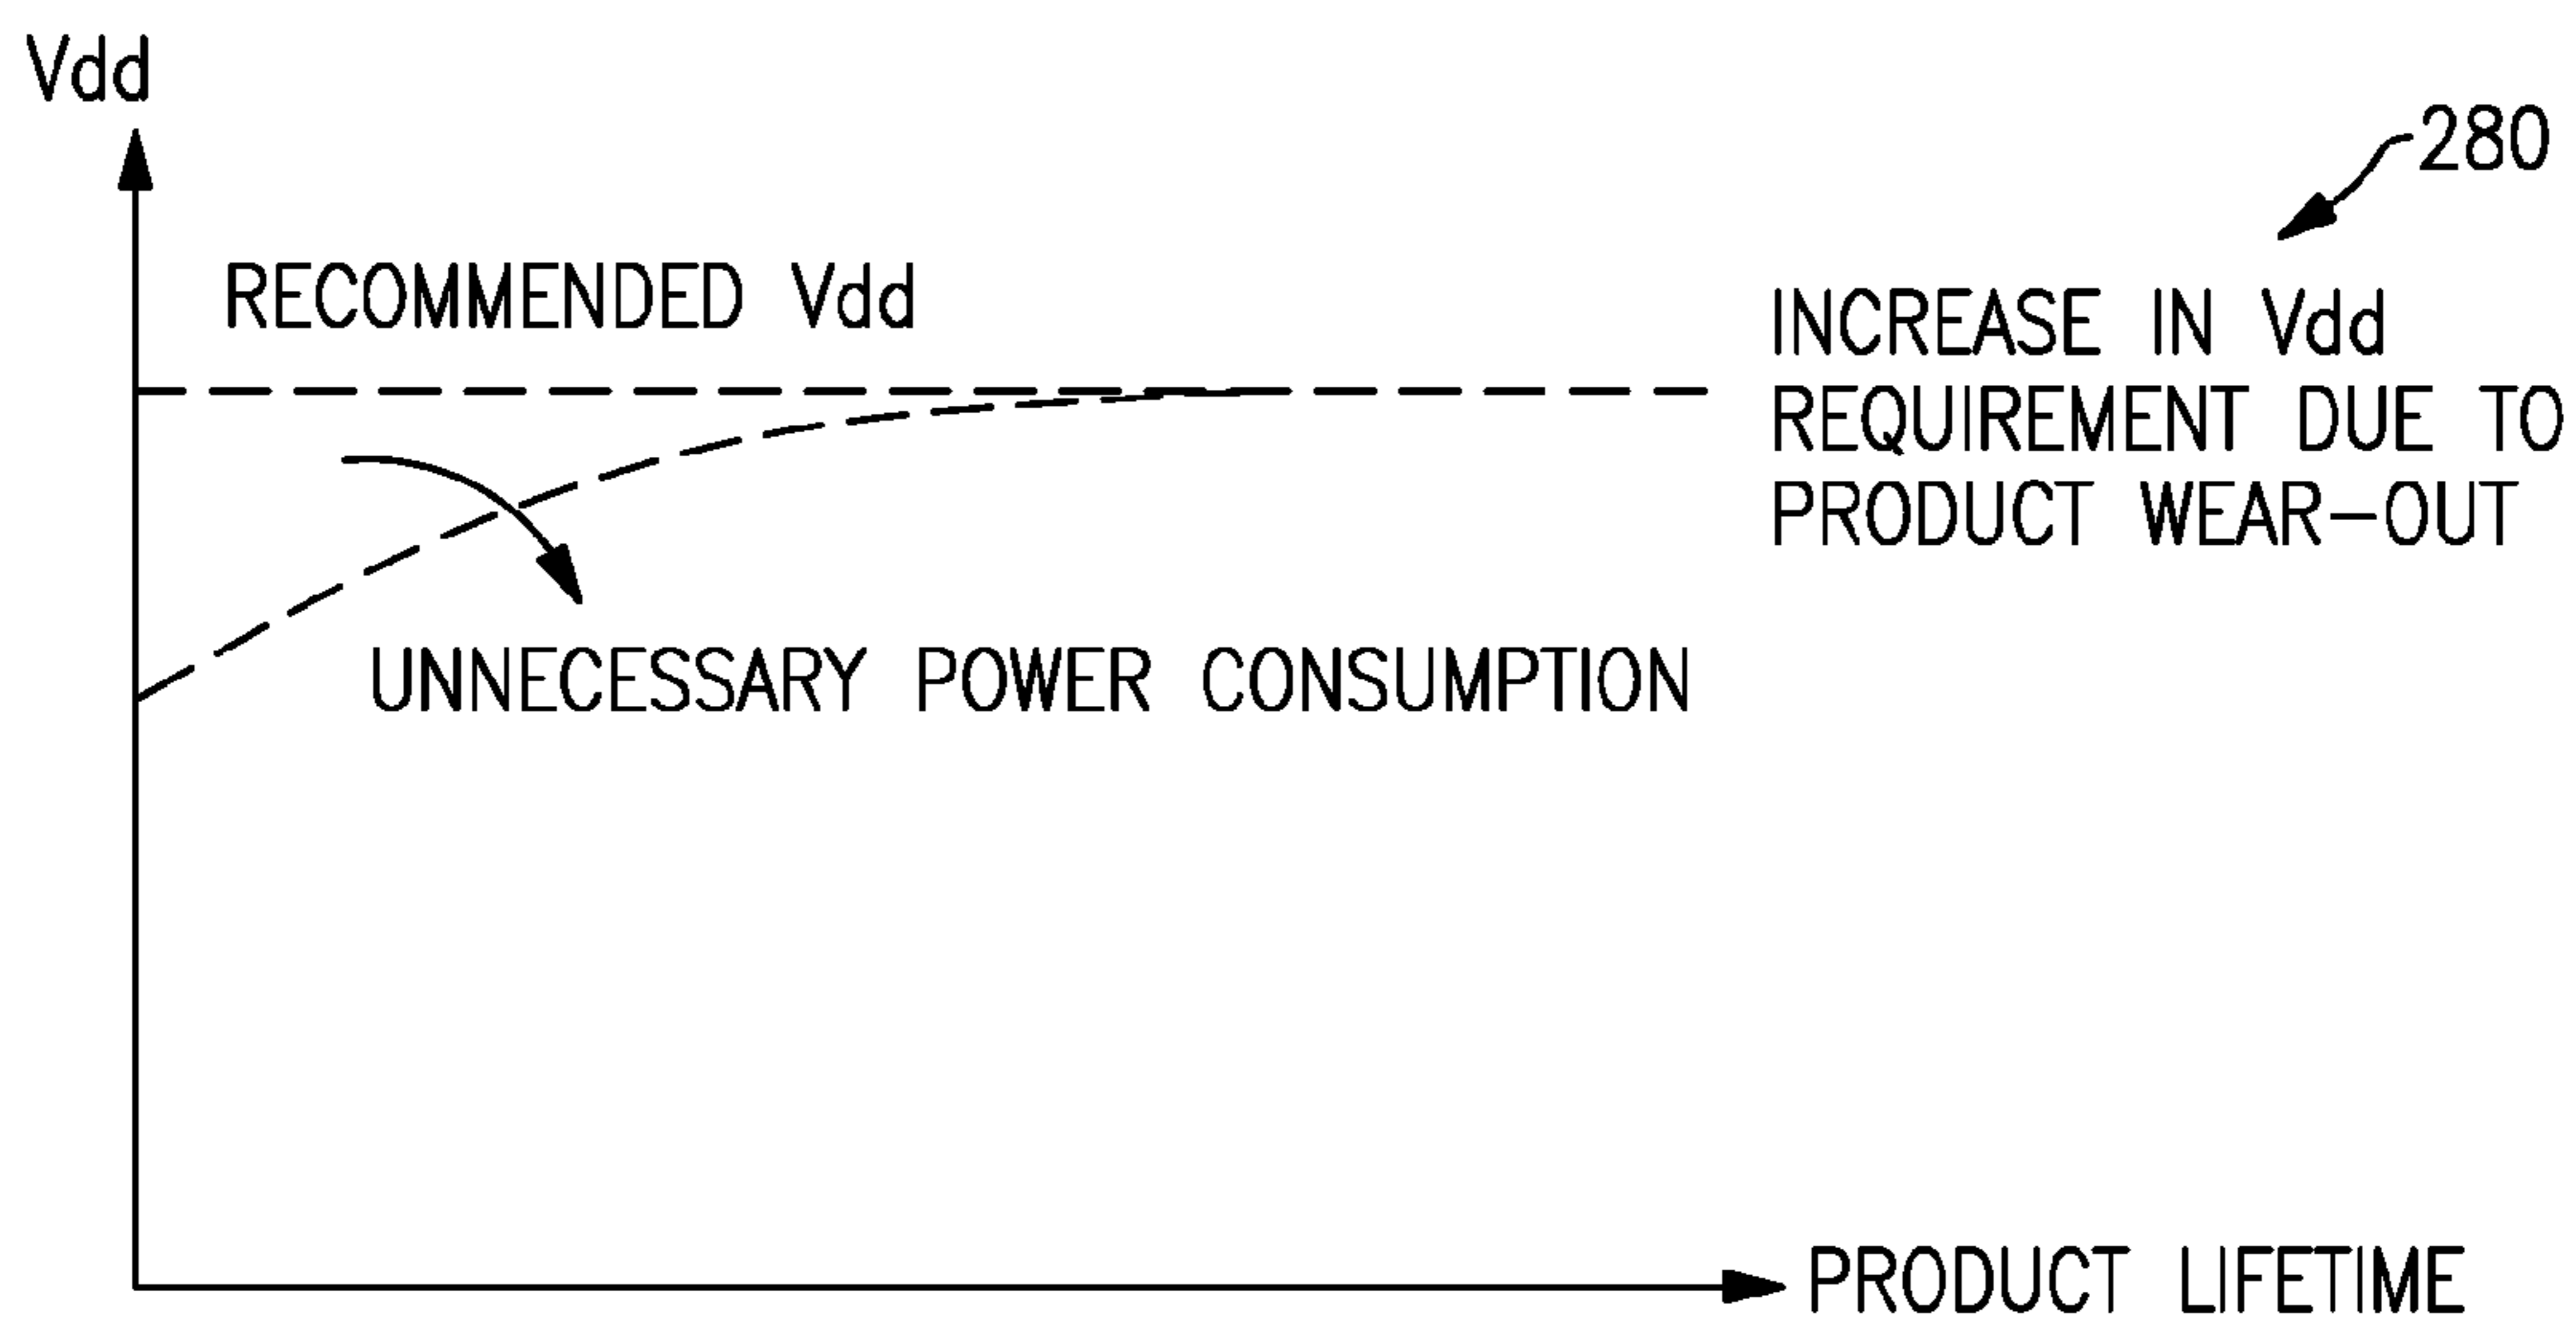 Vdd
280
RECOMMENDED Vdd
INCREASE IN Vdd
REQUIREMENT DUE TO
PRODUCT WEAR-OUT
UNNECESSARY POWER CONSUMPTION
PRODUCT LIFETIME